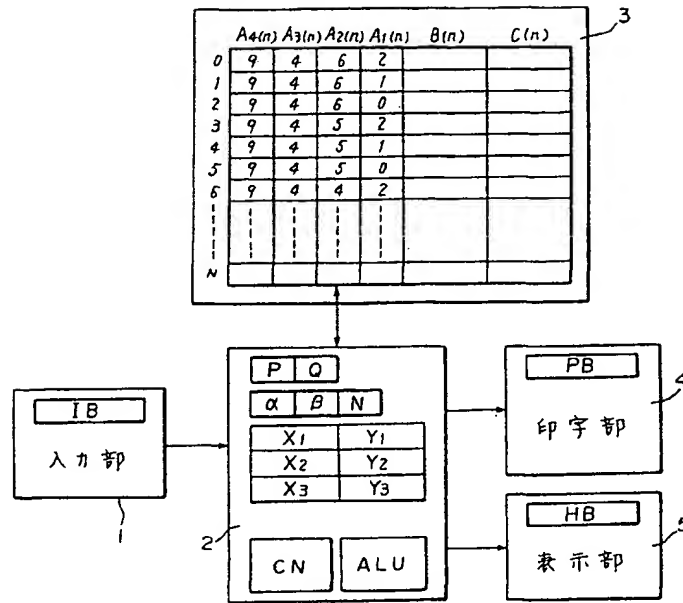 A4(n) A3(n) A2(n) A1(n) B(n) C(n)
3
0 9 4 6 2
1 9 4 6 1
2 9 4 6 0
3 9 4 5 2
4 9 4 5 1
5 9 4 5 0
6 9 4 4 2
N
P Q
α β N
X1 Y1
X2 Y2
X3 Y3
CN ALU
2
IB
入力部
1
PB
印字部
4
HB
表示部
5